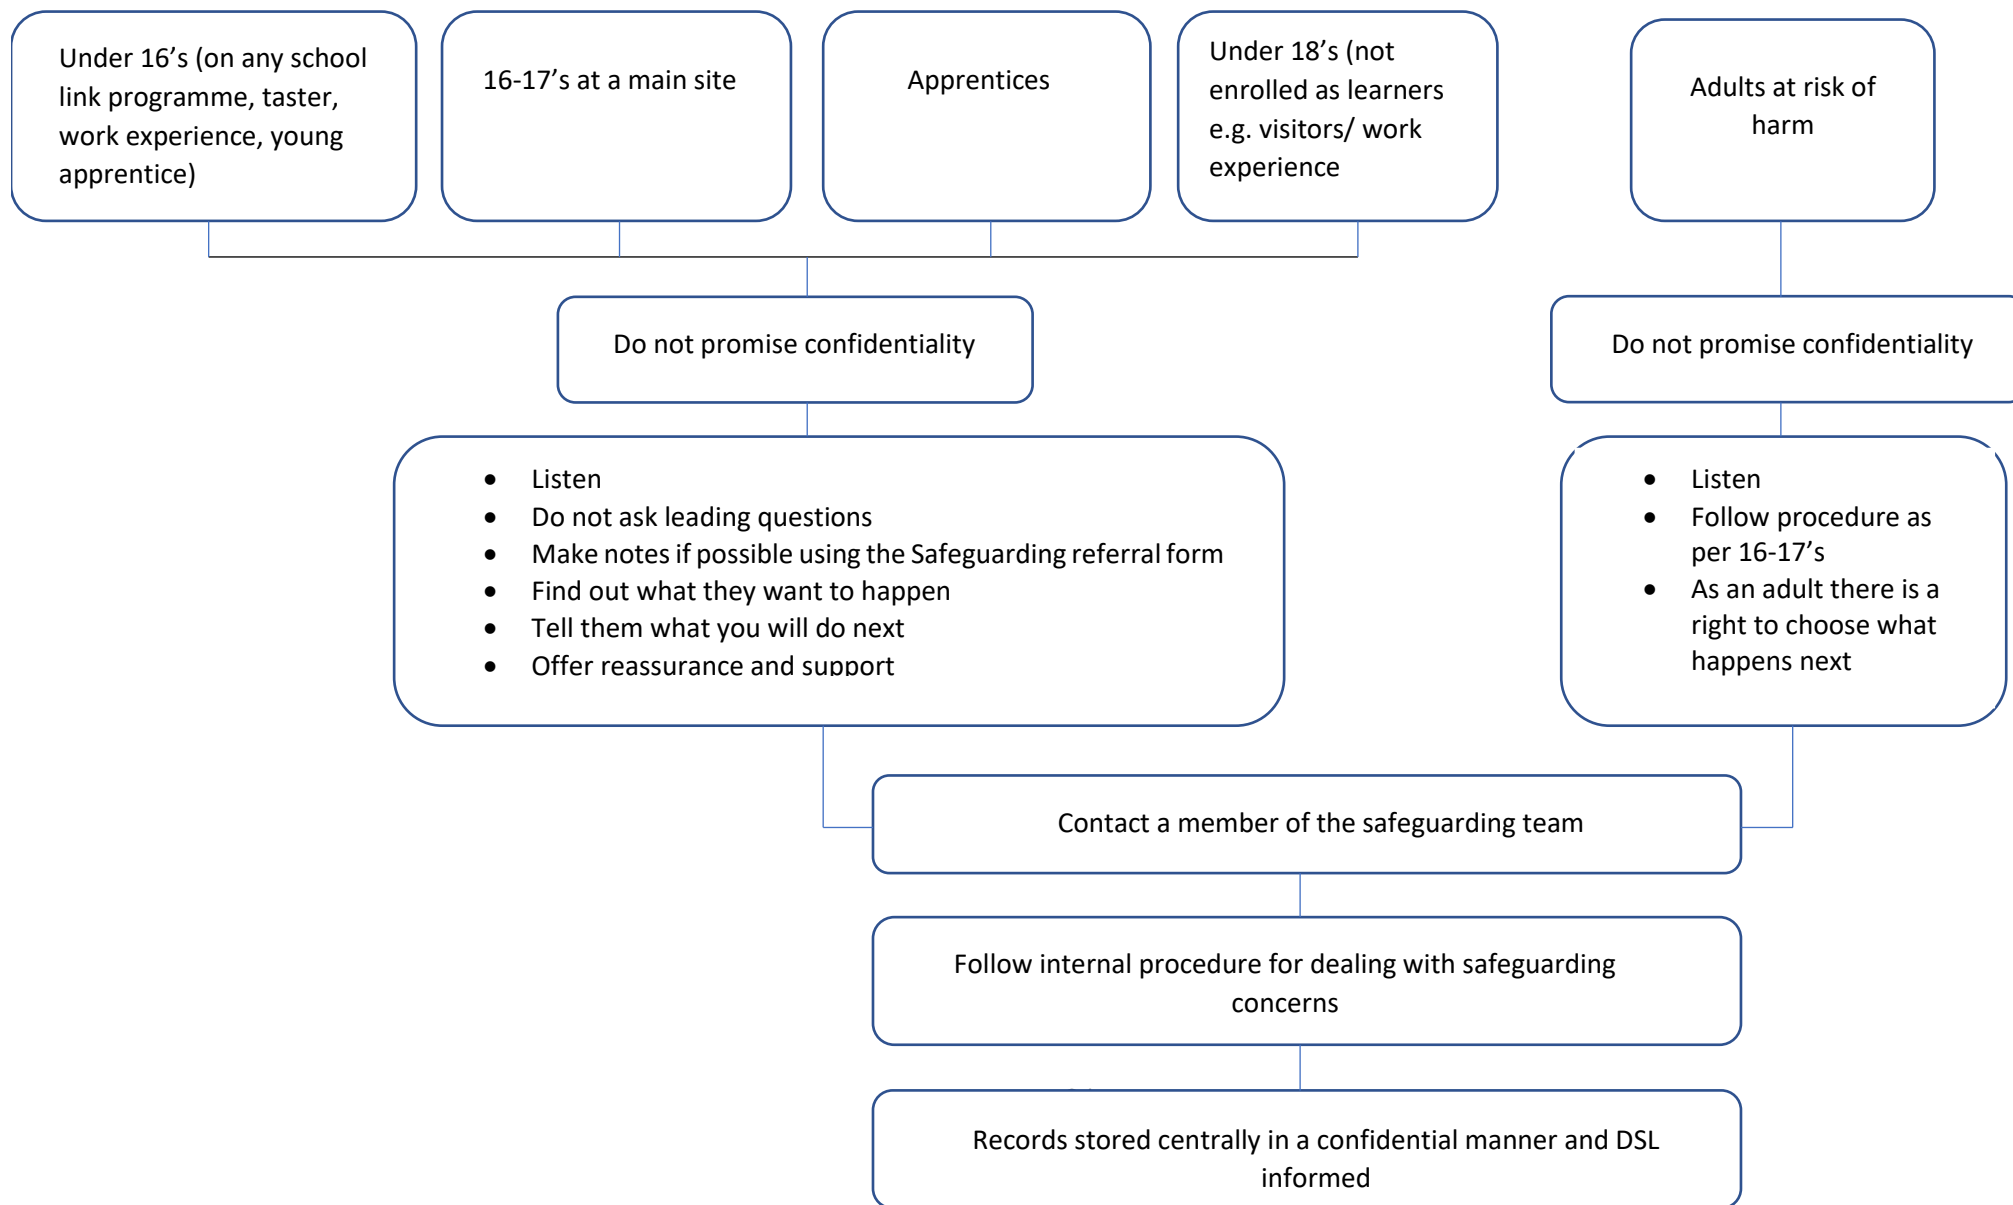 Under 16’s (on any school
link programme, taster,
work experience, young
apprentice)
16-17’s at a main site
Apprentices
Under 18’s (not
enrolled as learners
e.g. visitors/ work
experience
Adults at risk of
harm
Do not promise confidentiality
Do not promise confidentiality
• Listen
• Do not ask leading questions
• Make notes if possible using the Safeguarding referral form
• Find out what they want to happen
• Tell them what you will do next
• Offer reassurance and support
• Listen
• Follow procedure as
per 16-17’s
• As an adult there is a
right to choose what
happens next
Contact a member of the safeguarding team
Follow internal procedure for dealing with safeguarding
concerns
Records stored centrally in a confidential manner and DSL
informed